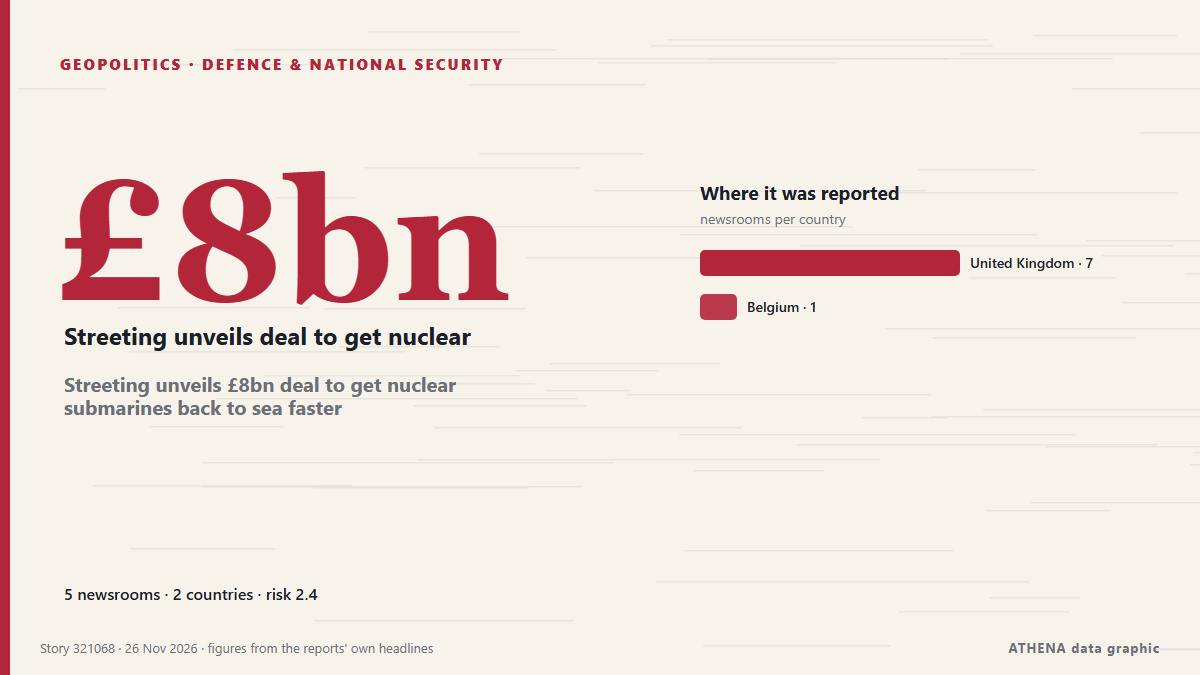 GEOPOLITICS · DEFENCE & NATIONAL SECURITY
£8bn
Streeting unveils deal to get nuclear
Streeting unveils £8bn deal to get nuclear
submarines back to sea faster
Where it was reported
newsrooms per country
United Kingdom · 7
Belgium · 1
5 newsrooms · 2 countries · risk 2.4
Story 321068 · 26 Nov 2026 · figures from the reports' own headlines
ATHENA data graphic